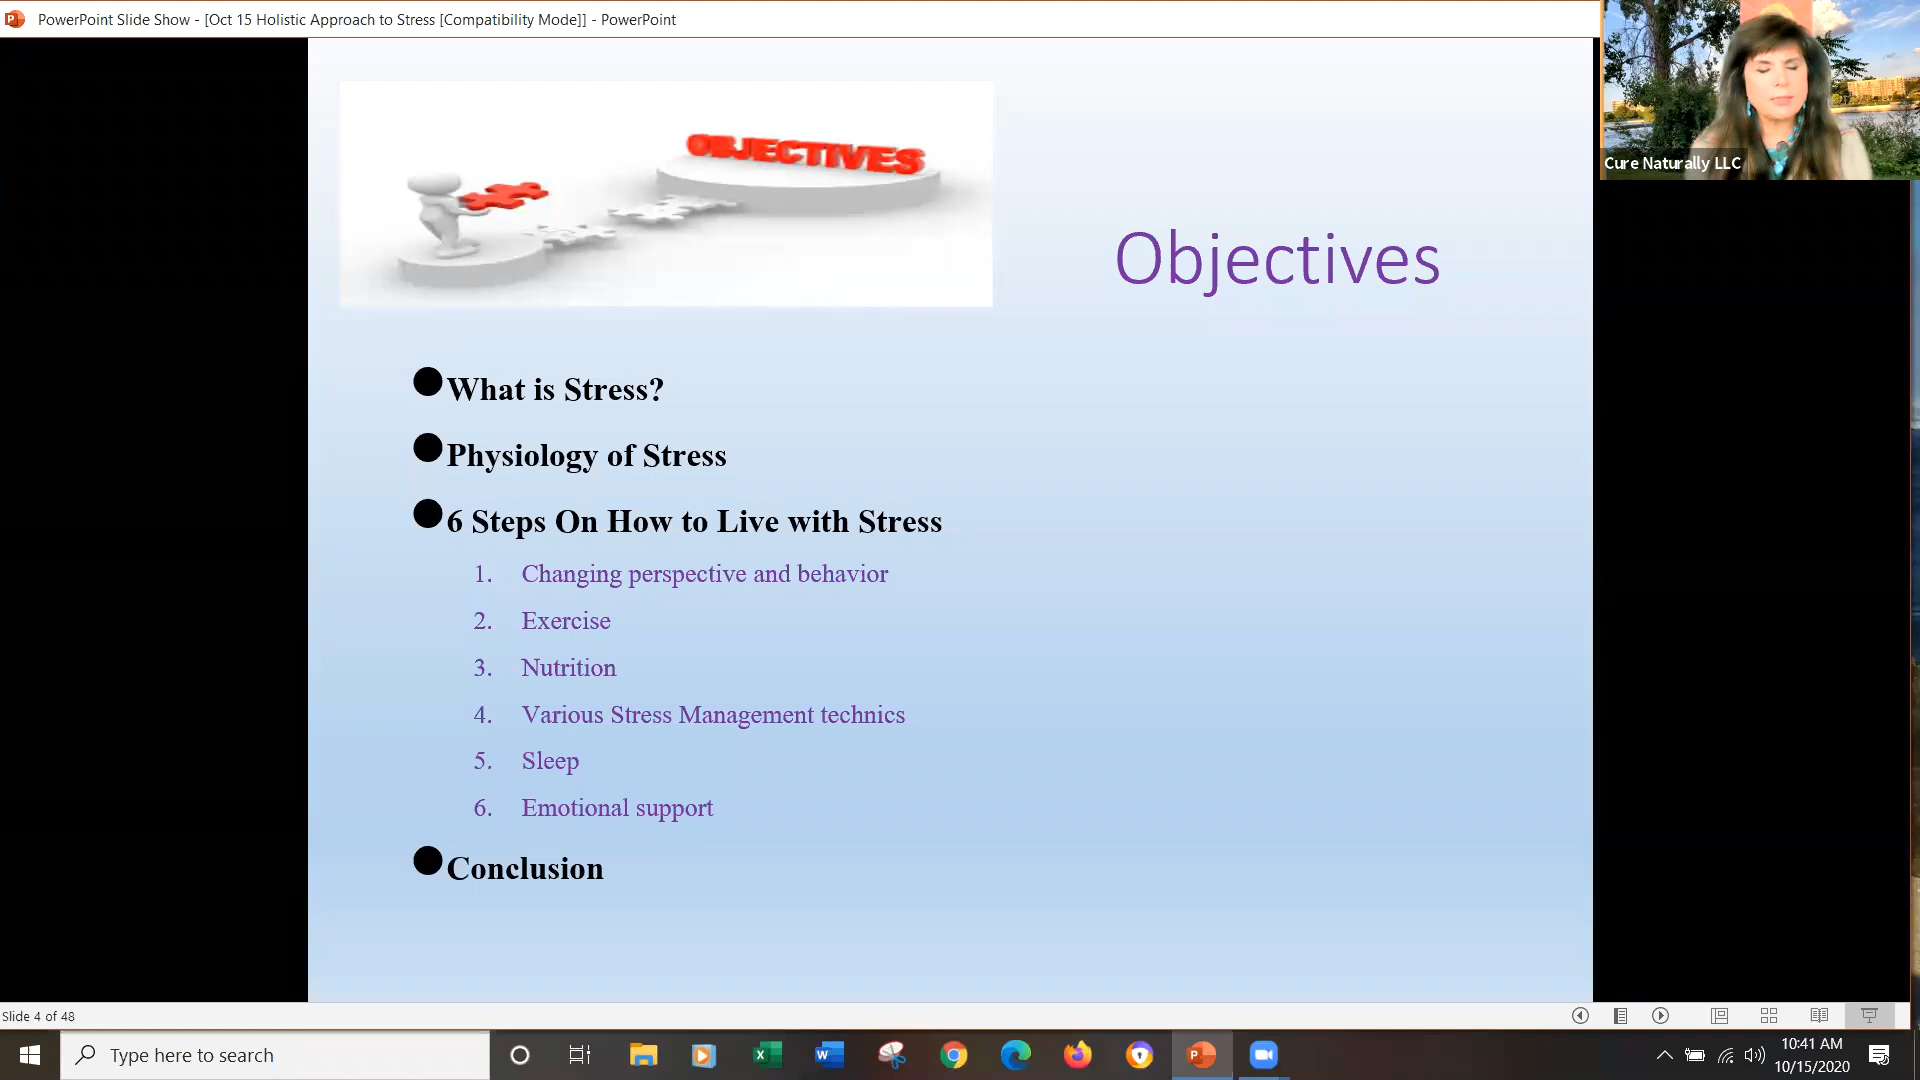 PowerPoint Slide Show - [Oct 15 Holistic Approach to Stress [Compatibility Mode]] - PowerPoint
Cure Naturally LLC
OBJECTIVES
Objectives
What is Stress?
Physiology of Stress
6 Steps On How to Live with Stress
1. Changing perspective and behavior
2. Exercise
3. Nutrition
4. Various Stress Management technics
5. Sleep
6. Emotional support
Conclusion
Slide 4 of 48
Type here to search
10:41 AM
10/15/2020